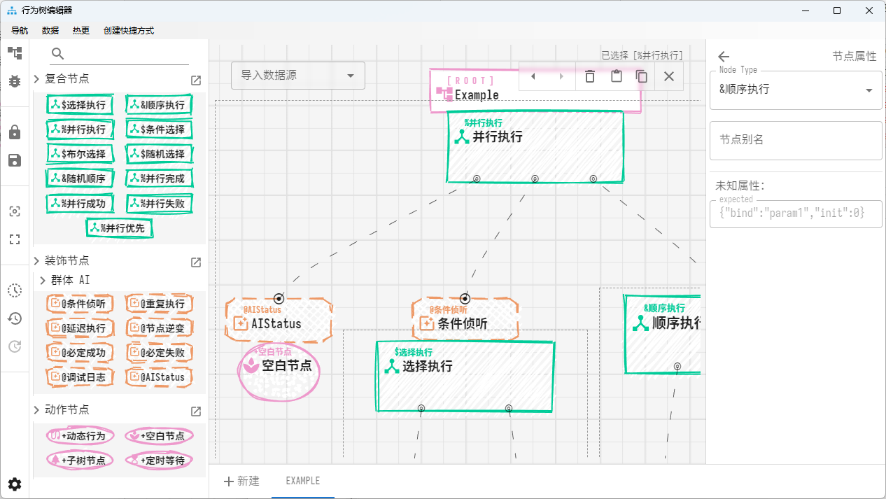 行为树编辑器
导航 数据 热更 创建快捷方式
复合节点
$选择执行 &顺序执行
%并行执行 $条件选择
$布尔选择 $随机选择
&随机顺序 %并行完成
%并行成功 %并行失败
%并行优先
装饰节点
群体 AI
@条件侦听 @重复执行
@延迟执行 @节点逆变
@必定成功 @必定失败
@调试日志 @AIStatus
动作节点
+动态行为 +空白节点
+子树节点 +定时等待
导入数据源
已选择 [%并行执行]
[ROOT]
Example
%并行执行
并行执行
@AIStatus
AIStatus
+空白节点
空白节点
@条件侦听
条件侦听
$选择执行
选择执行
&顺序执行
顺序执行
+ 新建 EXAMPLE
节点属性
Node Type
&顺序执行
节点别名
未知属性:
expected
{"bind":"param1","init":0}